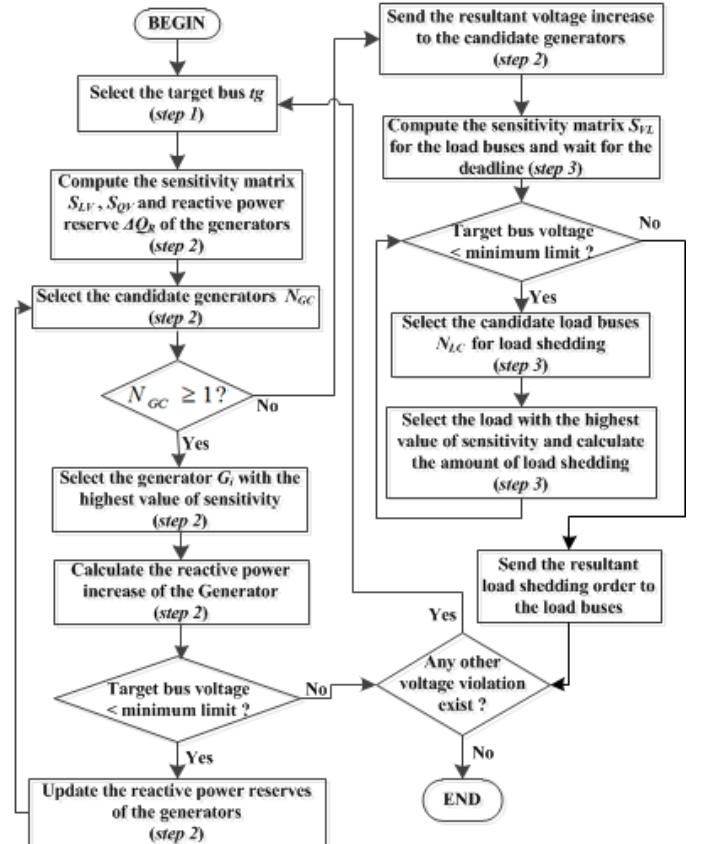 BEGIN
Select the target bus tg
(step 1)
Compute the sensitivity matrix
S_LV , S_QV and reactive power
reserve ΔQ_R of the generators
(step 2)
Select the candidate generators N_GC
(step 2)
N_GC ≥ 1?
No
Yes
Select the generator G_i with the
highest value of sensitivity
(step 2)
Calculate the reactive power
increase of the Generator
(step 2)
Target bus voltage
< minimum limit ?
No
Yes
Update the reactive power reserves
of the generators
(step 2)
Send the resultant voltage increase
to the candidate generators
(step 2)
Compute the sensitivity matrix S_VL
for the load buses and wait for the
deadline (step 3)
Target bus voltage
< minimum limit ?
No
Yes
Select the candidate load buses
N_LC for load shedding
(step 3)
Select the load with the highest
value of sensitivity and calculate
the amount of load shedding
(step 3)
Send the resultant
load shedding order to
the load buses
Yes
Any other
voltage violation
exist ?
No
END